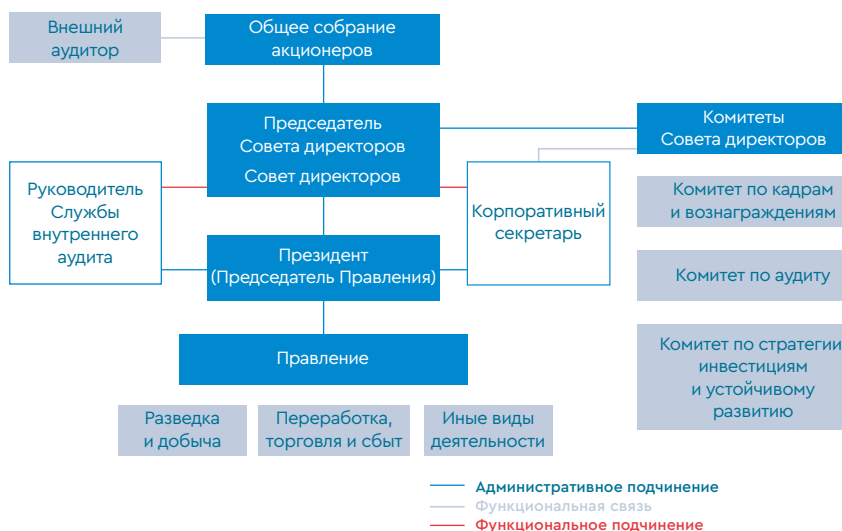 Внешний
аудитор
Общее собрание
акционеров
Председатель
Совета директоров
Совет директоров
Комитеты
Совета директоров
Руководитель
Службы
внутреннего
аудита
Корпоративный
секретарь
Комитет по кадрам
и вознаграждениям
Президент
(Председатель Правления)
Комитет по аудиту
Правление
Комитет по стратегии
инвестициям
и устойчивому
развитию
Разведка
и добыча
Переработка,
торговля и сбыт
Иные виды
деятельности
Административное подчинение
Функциональная связь
Функциональное подчинение